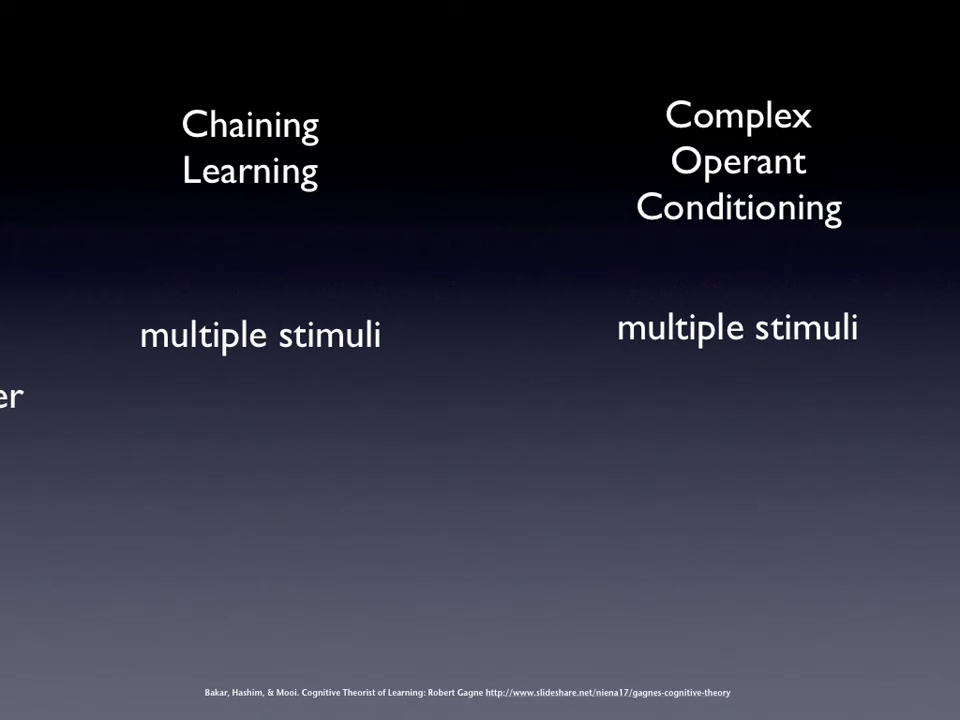 Chaining
Learning
Complex
Operant
Conditioning
multiple stimuli
multiple stimuli
er
Bakar, Hashim, & Mooi. Cognitive Theorist of Learning: Robert Gagne http://www.slideshare.net/niena17/gagnes-cognitive-theory